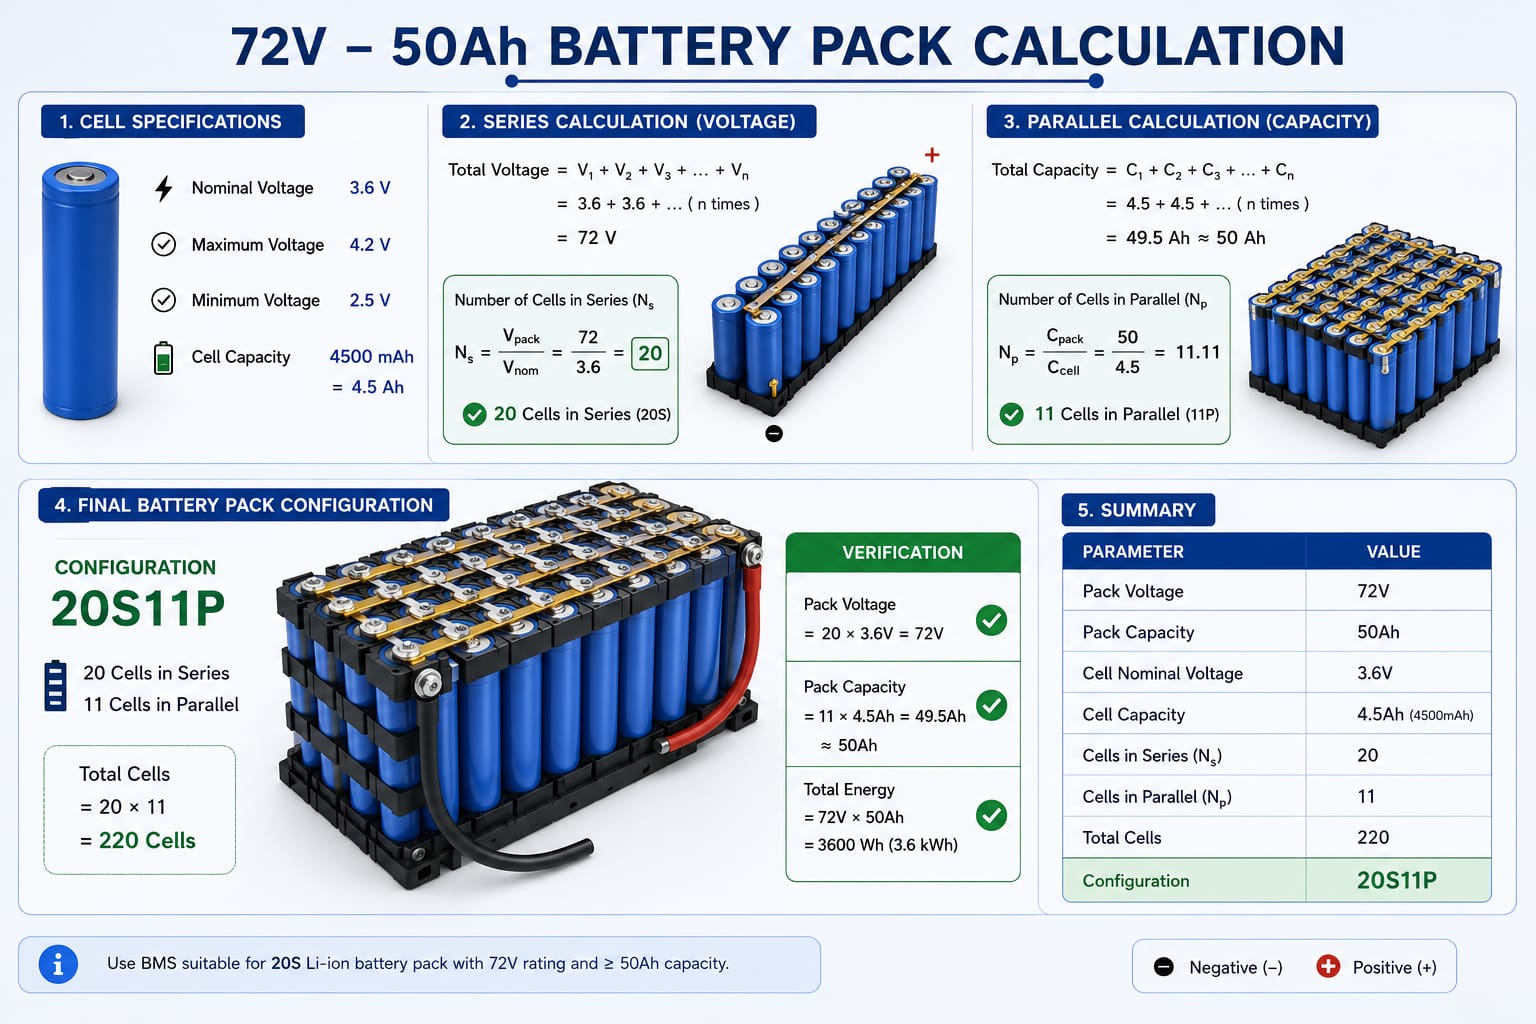 72V – 50Ah BATTERY PACK CALCULATION
1. CELL SPECIFICATIONS
Nominal Voltage 3.6 V
Maximum Voltage 4.2 V
Minimum Voltage 2.5 V
Cell Capacity 4500 mAh
= 4.5 Ah
2. SERIES CALCULATION (VOLTAGE)
Total Voltage = V₁ + V₂ + V₃ + ... + Vₙ
= 3.6 + 3.6 + ... ( n times )
= 72 V
Number of Cells in Series (Nₛ
Nₛ = V_pack / V_nom = 72 / 3.6 = 20
20 Cells in Series (20S)
+
−
3. PARALLEL CALCULATION (CAPACITY)
Total Capacity = C₁ + C₂ + C₃ + ... + Cₙ
= 4.5 + 4.5 + ... ( n times )
= 49.5 Ah ≈ 50 Ah
Number of Cells in Parallel (Nₚ
Nₚ = C_pack / C_cell = 50 / 4.5 = 11.11
11 Cells in Parallel (11P)
4. FINAL BATTERY PACK CONFIGURATION
CONFIGURATION
20S11P
20 Cells in Series
11 Cells in Parallel
Total Cells
= 20 × 11
= 220 Cells
VERIFICATION
Pack Voltage
= 20 × 3.6V = 72V
Pack Capacity
= 11 × 4.5Ah = 49.5Ah
≈ 50Ah
Total Energy
= 72V × 50Ah
= 3600 Wh (3.6 kWh)
5. SUMMARY
PARAMETER VALUE
Pack Voltage 72V
Pack Capacity 50Ah
Cell Nominal Voltage 3.6V
Cell Capacity 4.5Ah (4500mAh)
Cells in Series (Nₛ) 20
Cells in Parallel (Nₚ) 11
Total Cells 220
Configuration 20S11P
i Use BMS suitable for 20S Li-ion battery pack with 72V rating and ≥ 50Ah capacity.
− Negative (−) + Positive (+)